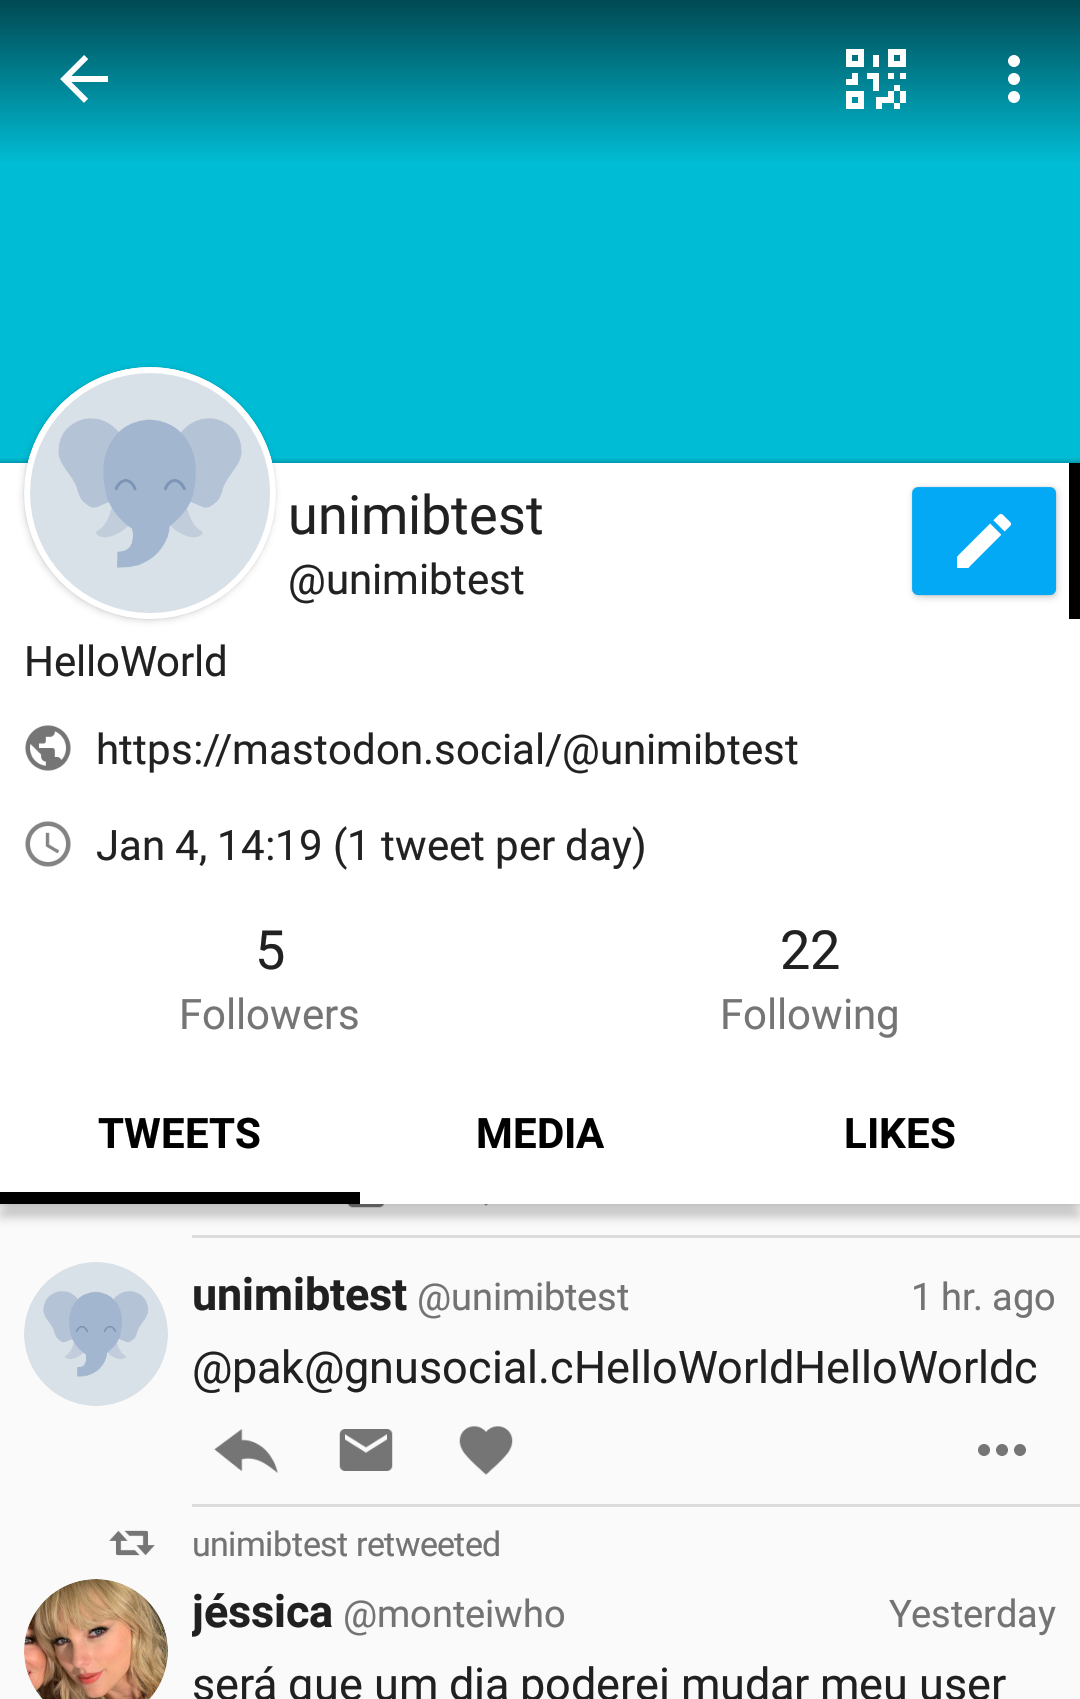 unimibtest
@unimibtest
HelloWorld
https://mastodon.social/@unimibtest
Jan 4, 14:19 (1 tweet per day)
5
Followers
22
Following
TWEETS
MEDIA
LIKES
unimibtest @unimibtest 1 hr. ago
@pak@gnusocial.cHelloWorldHelloWorldc
unimibtest retweeted
jéssica @monteiwho Yesterday
será que um dia poderei mudar meu user